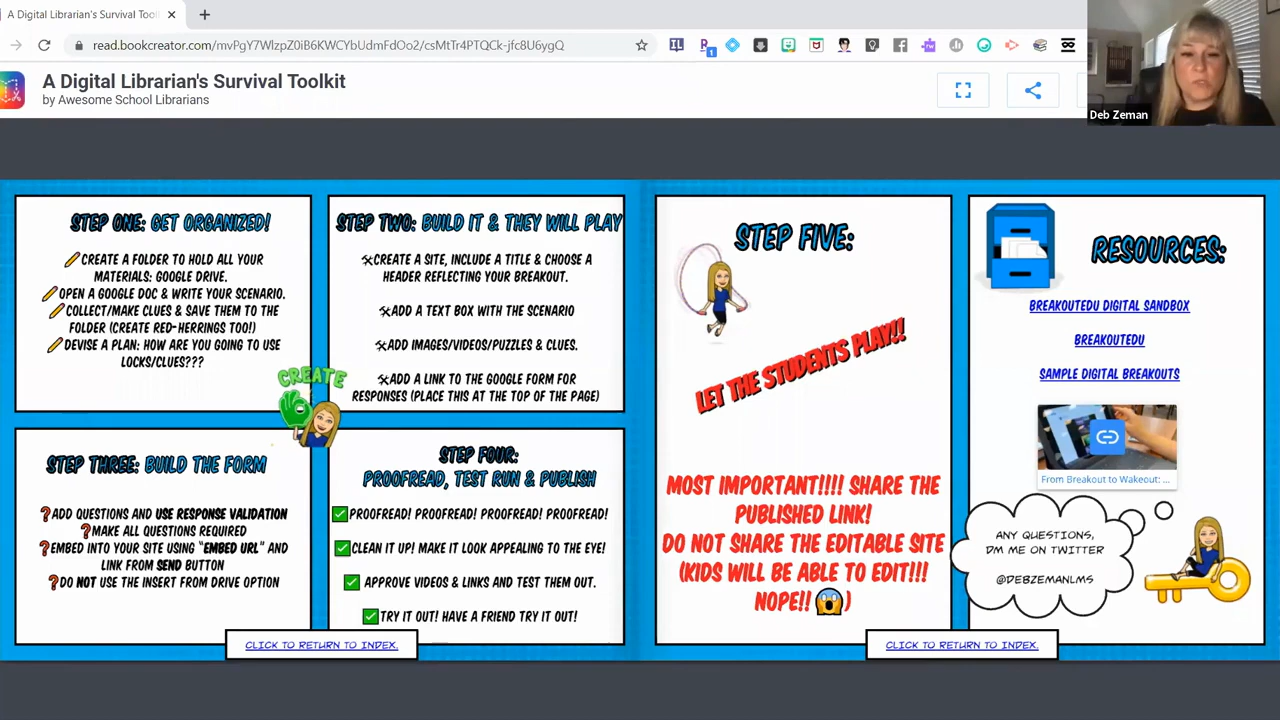 A Digital Librarian's Survival Tool
read.bookcreator.com/mvPgY7WlzpZ0iB6KWCYbUdmFdOo2/csMtTr4PTQCk-jfc8U6ygQ
A Digital Librarian's Survival Toolkit
by Awesome School Librarians
Deb Zeman
STEP ONE: GET ORGANIZED!
CREATE A FOLDER TO HOLD ALL YOUR
MATERIALS: GOOGLE DRIVE.
OPEN A GOOGLE DOC & WRITE YOUR SCENARIO.
COLLECT/MAKE CLUES & SAVE THEM TO THE
FOLDER (CREATE RED-HERRINGS TOO!)
DEVISE A PLAN: HOW ARE YOU GOING TO USE
LOCKS/CLUES???
CREATE
STEP TWO: BUILD IT & THEY WILL PLAY
🛠CREATE A SITE, INCLUDE A TITLE & CHOOSE A
HEADER REFLECTING YOUR BREAKOUT.
🛠ADD A TEXT BOX WITH THE SCENARIO
🛠ADD IMAGES/VIDEOS/PUZZLES & CLUES.
🛠ADD A LINK TO THE GOOGLE FORM FOR
RESPONSES (PLACE THIS AT THE TOP OF THE PAGE)
STEP THREE: BUILD THE FORM
❓ADD QUESTIONS AND USE RESPONSE VALIDATION
❓MAKE ALL QUESTIONS REQUIRED
❓EMBED INTO YOUR SITE USING "EMBED URL" AND
LINK FROM SEND BUTTON
❓DO NOT USE THE INSERT FROM DRIVE OPTION
STEP FOUR:
PROOFREAD, TEST RUN & PUBLISH
✅PROOFREAD! PROOFREAD! PROOFREAD! PROOFREAD!
✅CLEAN IT UP! MAKE IT LOOK APPEALING TO THE EYE!
✅ APPROVE VIDEOS & LINKS AND TEST THEM OUT.
✅TRY IT OUT! HAVE A FRIEND TRY IT OUT!
CLICK TO RETURN TO INDEX.
STEP FIVE:
LET THE STUDENTS PLAY!!
MOST IMPORTANT!!!! SHARE THE
PUBLISHED LINK!
DO NOT SHARE THE EDITABLE SITE
(KIDS WILL BE ABLE TO EDIT!!!
NOPE!! 😱)
RESOURCES:
BREAKOUTEDU DIGITAL SANDBOX
BREAKOUTEDU
SAMPLE DIGITAL BREAKOUTS
From Breakout to Wakeout: ...
ANY QUESTIONS,
DM ME ON TWITTER
@DEBZEMANLMS
CLICK TO RETURN TO INDEX.